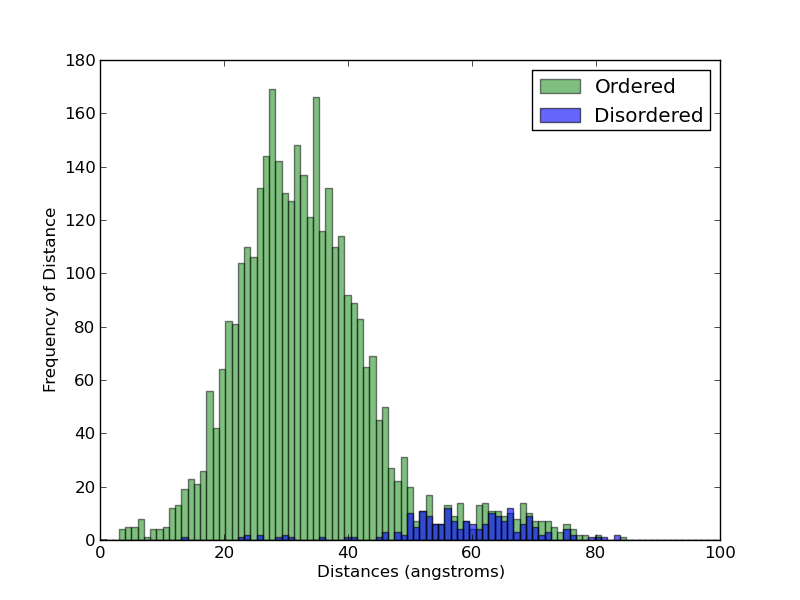 180
160
140
120
100
80
60
40
20
0
Frequency of Distance
Ordered
Disordered
0 20 40 60 80 100
Distances (angstroms)